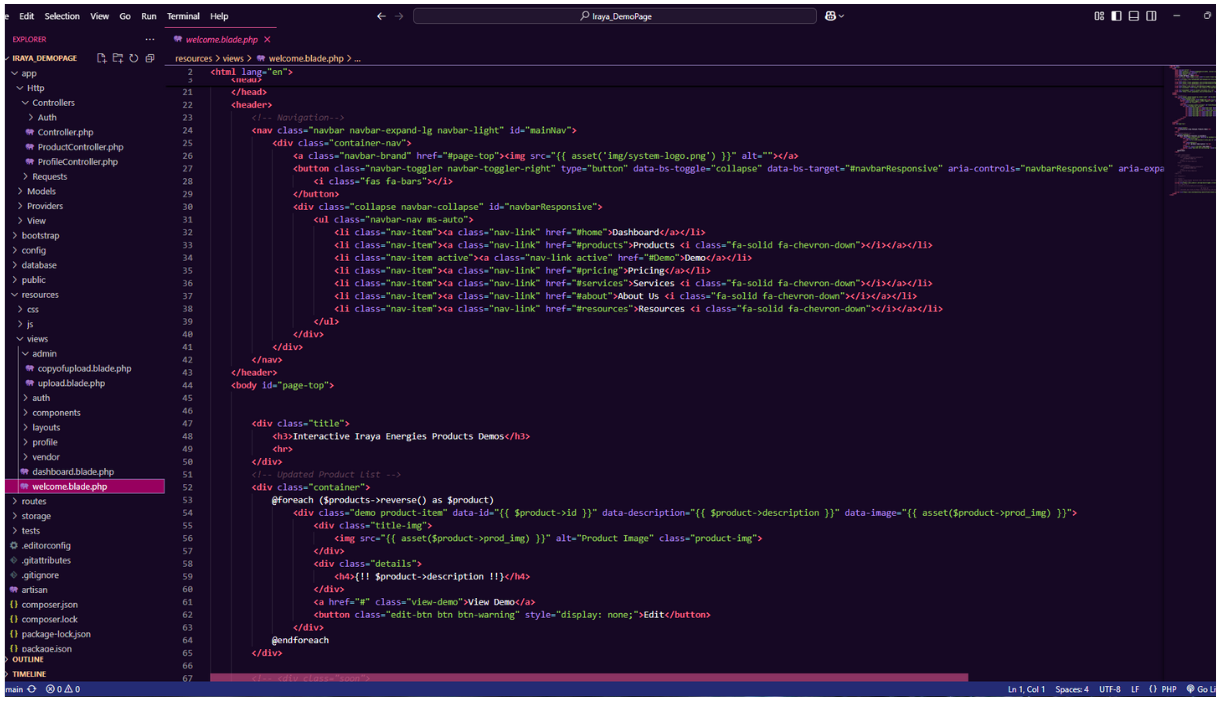 Edit Selection View Go Run Terminal Help
Iraya_DemoPage
EXPLORER
IRAYA_DEMOPAGE
app
Http
Controllers
Auth
Controller.php
ProductController.php
ProfileController.php
Requests
Models
Providers
View
bootstrap
config
database
public
resources
css
js
views
admin
copyofupload.blade.php
upload.blade.php
auth
components
layouts
profile
vendor
dashboard.blade.php
welcome.blade.php
routes
storage
tests
.editorconfig
.gitattributes
.gitignore
artisan
{} composer.json
{} composer.lock
{} package-lock.json
{} package.json
OUTLINE
TIMELINE
welcome.blade.php
resources > views > welcome.blade.php > ...
2 <html lang="en">
3 <head>
21 </head>
22 <header>
23 <!-- Navigation-->
24 <nav class="navbar navbar-expand-lg navbar-light" id="mainNav">
25 <div class="container-nav">
26 <a class="navbar-brand" href="#page-top"><img src="{{ asset('img/system-logo.png') }}" alt=""></a>
27 <button class="navbar-toggler navbar-toggler-right" type="button" data-bs-toggle="collapse" data-bs-target="#navbarResponsive" aria-controls="navbarResponsive" aria-expa
28 <i class="fas fa-bars"></i>
29 </button>
30 <div class="collapse navbar-collapse" id="navbarResponsive">
31 <ul class="navbar-nav ms-auto">
32 <li class="nav-item"><a class="nav-link" href="#home">Dashboard</a></li>
33 <li class="nav-item"><a class="nav-link" href="#products">Products <i class="fa-solid fa-chevron-down"></i></a></li>
34 <li class="nav-item active"><a class="nav-link active" href="#Demo">Demo</a></li>
35 <li class="nav-item"><a class="nav-link" href="#pricing">Pricing</a></li>
36 <li class="nav-item"><a class="nav-link" href="#services">Services <i class="fa-solid fa-chevron-down"></i></a></li>
37 <li class="nav-item"><a class="nav-link" href="#about">About Us <i class="fa-solid fa-chevron-down"></i></a></li>
38 <li class="nav-item"><a class="nav-link" href="#resources">Resources <i class="fa-solid fa-chevron-down"></i></a></li>
39 </ul>
40 </div>
41 </div>
42 </nav>
43 </header>
44 <body id="page-top">
45
46
47 <div class="title">
48 <h3>Interactive Iraya Energies Products Demos</h3>
49 <hr>
50 </div>
51 <!-- Updated Product List -->
52 <div class="container">
53 @foreach ($products->reverse() as $product)
54 <div class="demo product-item" data-id="{{ $product->id }}" data-description="{{ $product->description }}" data-image="{{ asset($product->prod_img) }}">
55 <div class="title-img">
56 <img src="{{ asset($product->prod_img) }}" alt="Product Image" class="product-img">
57 </div>
58 <div class="details">
59 <h4>{!! $product->description !!}</h4>
60 </div>
61 <a href="#" class="view-demo">View Demo</a>
62 <button class="edit-btn btn btn-warning" style="display: none;">Edit</button>
63 </div>
64 @endforeach
65 </div>
66
67 <!-- <div class="soon">
main 0 0
Ln 1, Col 1 Spaces: 4 UTF-8 LF {} PHP Go Li